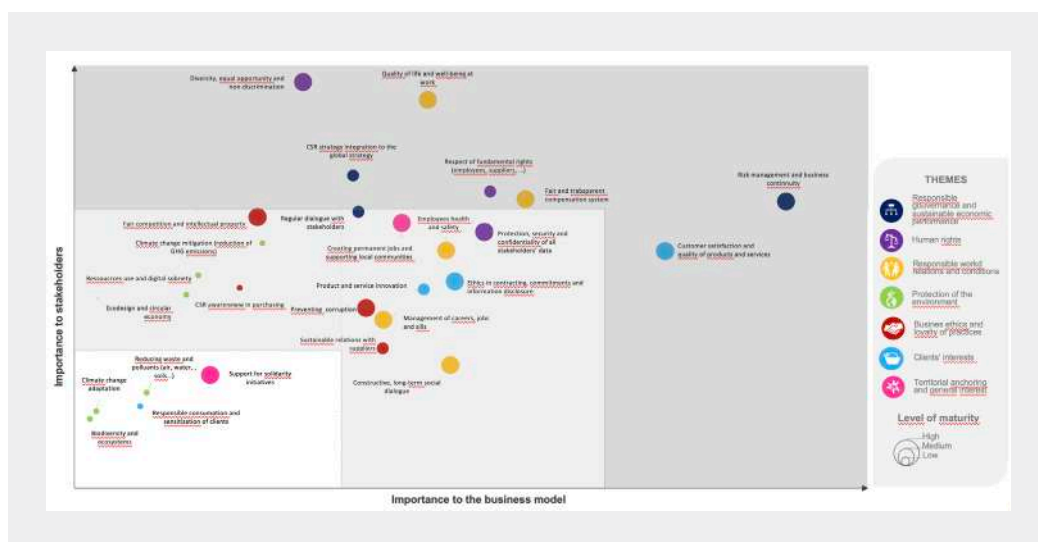 Diversity, equal opportunity and
non discrimination
Quality of life and well-being at
work
CSR strategy integration to the
global strategy
Respect of fundamental rights
(employees, suppliers, ...)
Risk management and business
continuity
Fair and transparent
compensation system
Fair competition and intellectual property
Regular dialogue with
stakeholders
Employees health
and safety
Protection, security and
confidentiality of all
stakeholders' data
Climate change mitigation (reduction of
GHG emissions)
Creating permanent jobs and
supporting local communities
Customer satisfaction and
quality of products and services
Ressources use and digital sobriety
Product and service innovation
Ethics in contracting, commitments and
information disclosure
Ecodesign and circular
economy
CSR awareness in purchasing
Preventing corruption
Management of careers, jobs
and
Sustainable relations with
suppliers
Constructive, long-term social
dialogue
Reducing waste and
polluants (air, water,
soils...)
Support for solidarity
initiatives
Climate change
adaptation
Responsible consumation and
sensitization of clients
Biodiversity and
ecosystems
Importance to stakeholders
Importance to the business model
THEMES
Responsible
gouvernance and
sustainable economic
performance
Human rights
Responsible
relations and conditions
Protection of the
environment
Busines ethics and
loyalty of practices
Clients' interests
Territorial anchoring
and general interest
Level of maturity
High
Medium
Low